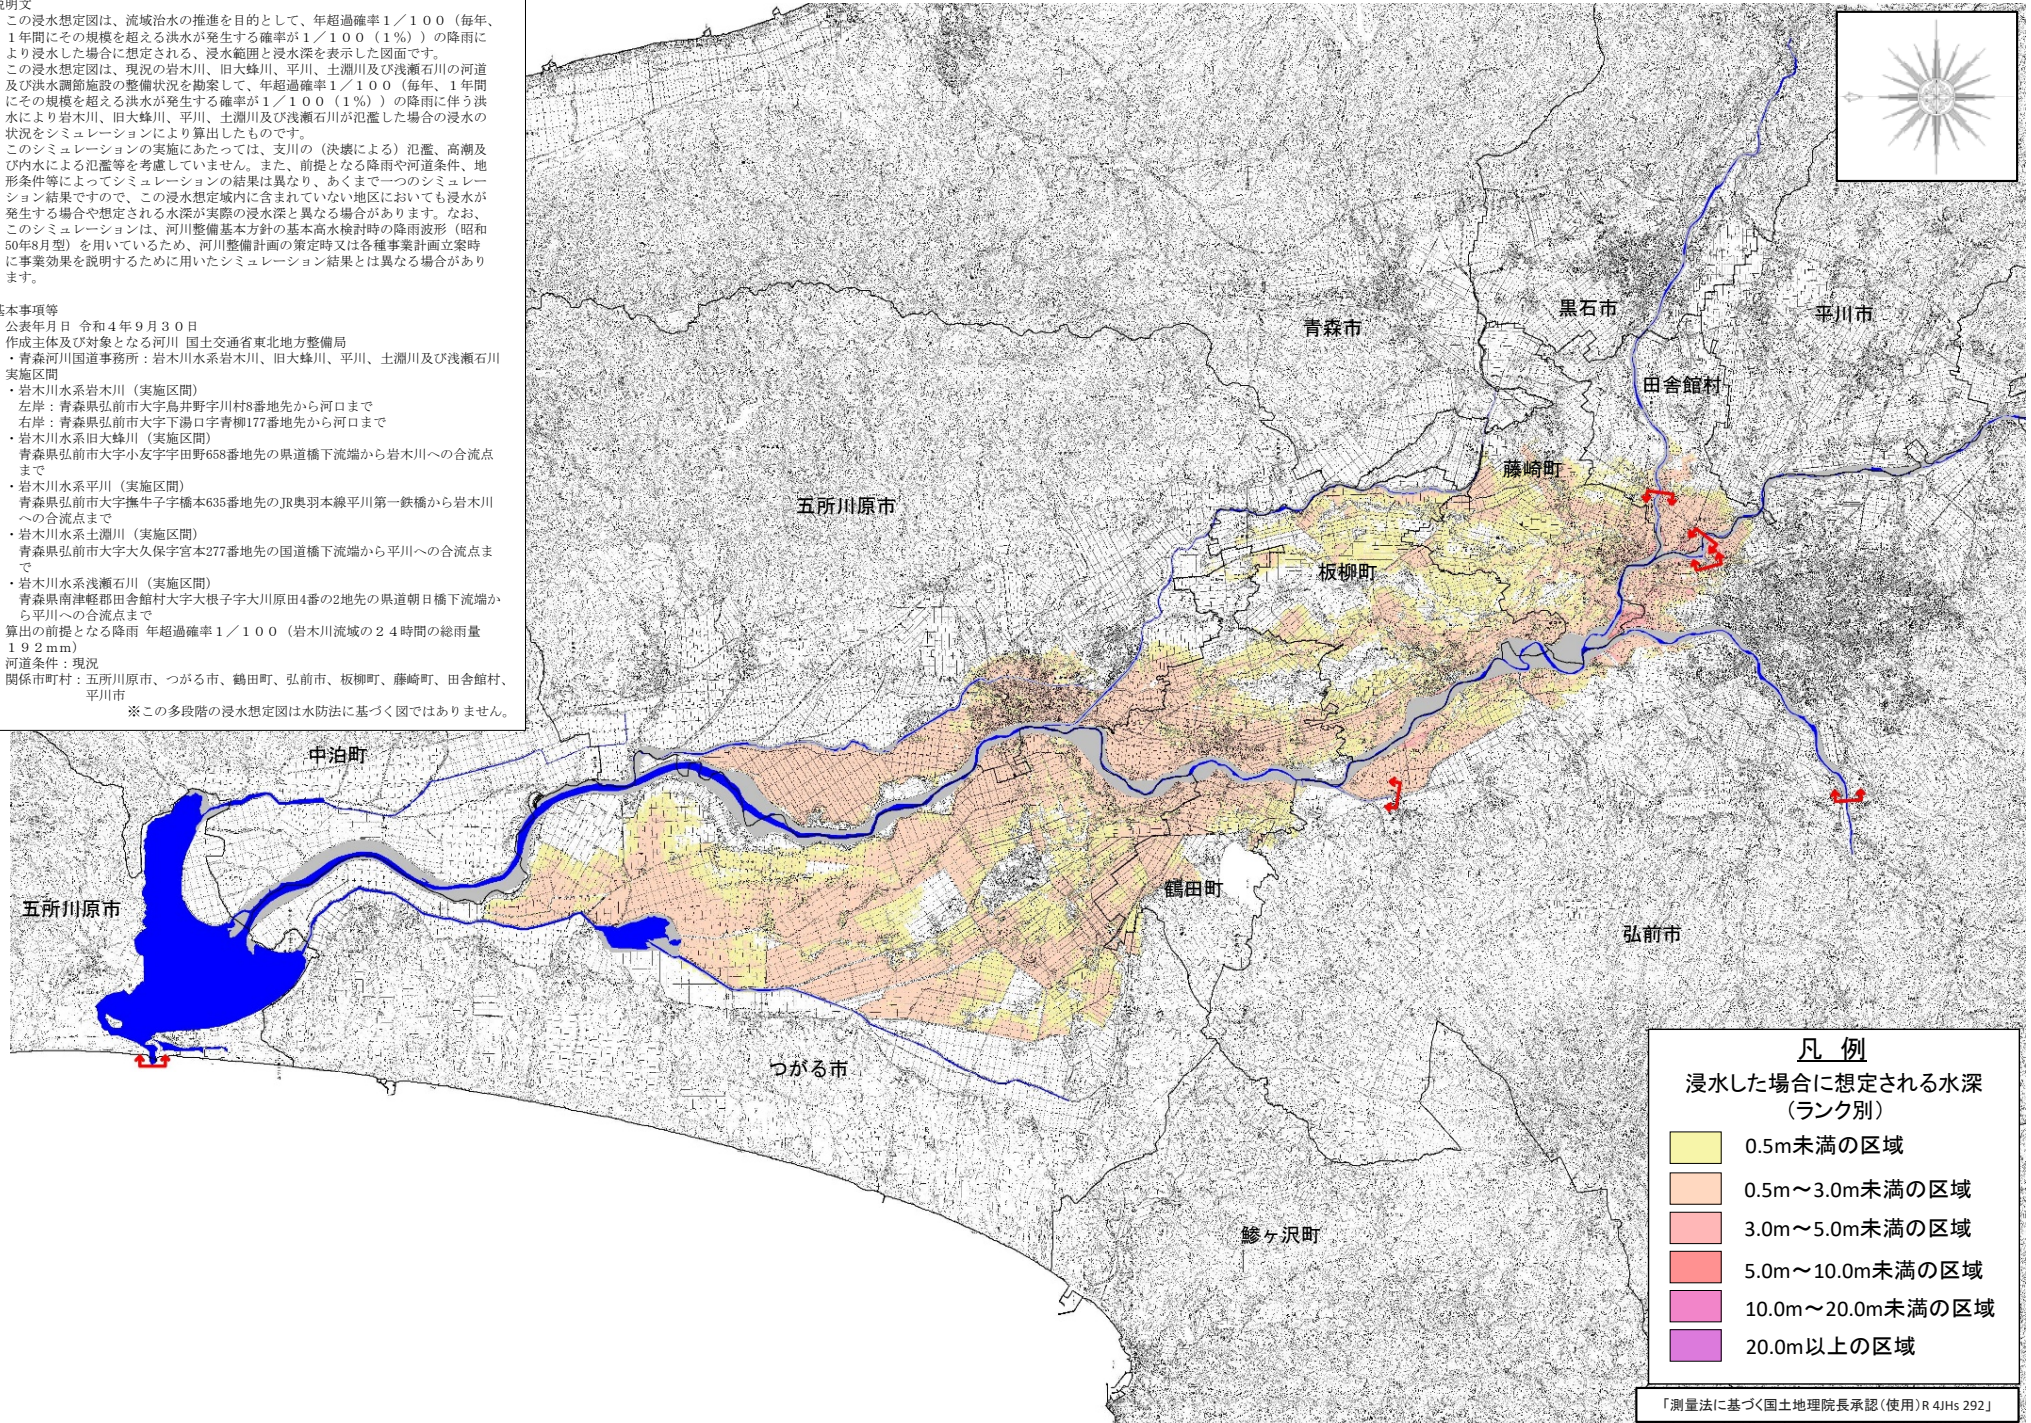 説明文
この浸水想定図は、流域治水の推進を目的として、年超過確率1／100（毎年、
1年間にその規模を超える洪水が発生する確率が1／100（1％））の降雨に
より浸水した場合に想定される、浸水範囲と浸水深を表示した図面です。
この浸水想定図は、現況の岩木川、旧大蜂川、平川、土淵川及び浅瀬石川の河道
及び洪水調節施設の整備状況を勘案して、年超過確率1／100（毎年、1年間
にその規模を超える洪水が発生する確率が1／100（1％））の降雨に伴う洪
水により岩木川、旧大蜂川、平川、土淵川及び浅瀬石川が氾濫した場合の浸水の
状況をシミュレーションにより算出したものです。
このシミュレーションの実施にあたっては、支川の（決壊による）氾濫、高潮及
び内水による氾濫等を考慮していません。また、前提となる降雨や河道条件、地
形条件等によってシミュレーションの結果は異なり、あくまで一つのシミュレー
ション結果ですので、この浸水想定域内に含まれていない地区においても浸水が
発生する場合や想定される水深が実際の浸水深と異なる場合があります。なお、
このシミュレーションは、河川整備基本方針の基本高水検討時の降雨波形（昭和
50年8月型）を用いているため、河川整備計画の策定時又は各種事業計画立案時
に事業効果を説明するために用いたシミュレーション結果とは異なる場合があり
ます。
基本事項等
公表年月日 令和4年9月30日
作成主体及び対象となる河川 国土交通省東北地方整備局
・青森河川国道事務所：岩木川水系岩木川、旧大蜂川、平川、土淵川及び浅瀬石川
実施区間
・岩木川水系岩木川（実施区間）
左岸：青森県弘前市大字鳥井野字川村8番地先から河口まで
右岸：青森県弘前市大字下湯口字青柳177番地先から河口まで
・岩木川水系旧大蜂川（実施区間）
青森県弘前市大字小友字宇田野658番地先の県道橋下流端から岩木川への合流点
まで
・岩木川水系平川（実施区間）
青森県弘前市大字撫牛子字橋本635番地先のJR奥羽本線平川第一鉄橋から岩木川
への合流点まで
・岩木川水系土淵川（実施区間）
青森県弘前市大字大久保字宮本277番地先の国道橋下流端から平川への合流点ま
で
・岩木川水系浅瀬石川（実施区間）
青森県南津軽郡田舎館村大字大根子字大川原田4番の2地先の県道朝日橋下流端か
ら平川への合流点まで
算出の前提となる降雨 年超過確率1／100（岩木川流域の24時間の総雨量
192mm）
河道条件：現況
関係市町村：五所川原市、つがる市、鶴田町、弘前市、板柳町、藤崎町、田舎館村、
平川市
※この多段階の浸水想定図は水防法に基づく図ではありません。
青森市
黒石市
平川市
田舎館村
藤崎町
五所川原市
板柳町
中泊町
鶴田町
五所川原市
弘前市
つがる市
鰺ヶ沢町
凡 例
浸水した場合に想定される水深
（ランク別）
0.5m未満の区域
0.5m～3.0m未満の区域
3.0m～5.0m未満の区域
5.0m～10.0m未満の区域
10.0m～20.0m未満の区域
20.0m以上の区域
「測量法に基づく国土地理院長承認（使用）R 4JHs 292」